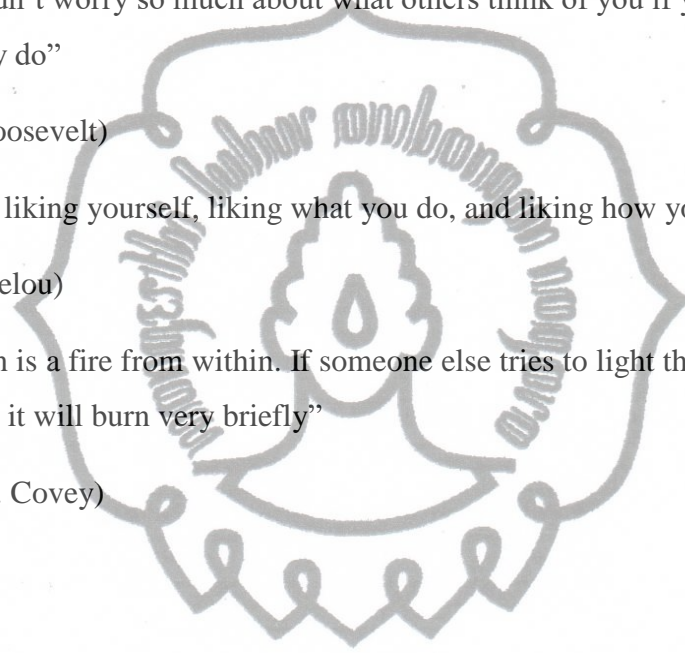 n't worry so much about what others think of you if y
y do”
oosevelt)
liking yourself, liking what you do, and liking how yo
elou)
n is a fire from within. If someone else tries to light th
it will burn very briefly”
. Covey)